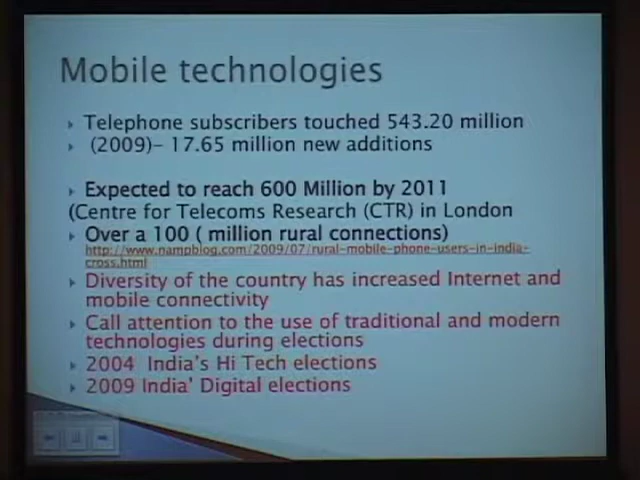 Mobile technologies
Telephone subscribers touched 543.20 million
(2009)– 17.65 million new additions
Expected to reach 600 Million by 2011
(Centre for Telecoms Research (CTR) in London
Over a 100 ( million rural connections)
http://www.nampblog.com/2009/07/rural-mobile-phone-users-in-india-
cross.html
Diversity of the country has increased Internet and
mobile connectivity
Call attention to the use of traditional and modern
technologies during elections
2004 India's Hi Tech elections
2009 India' Digital elections